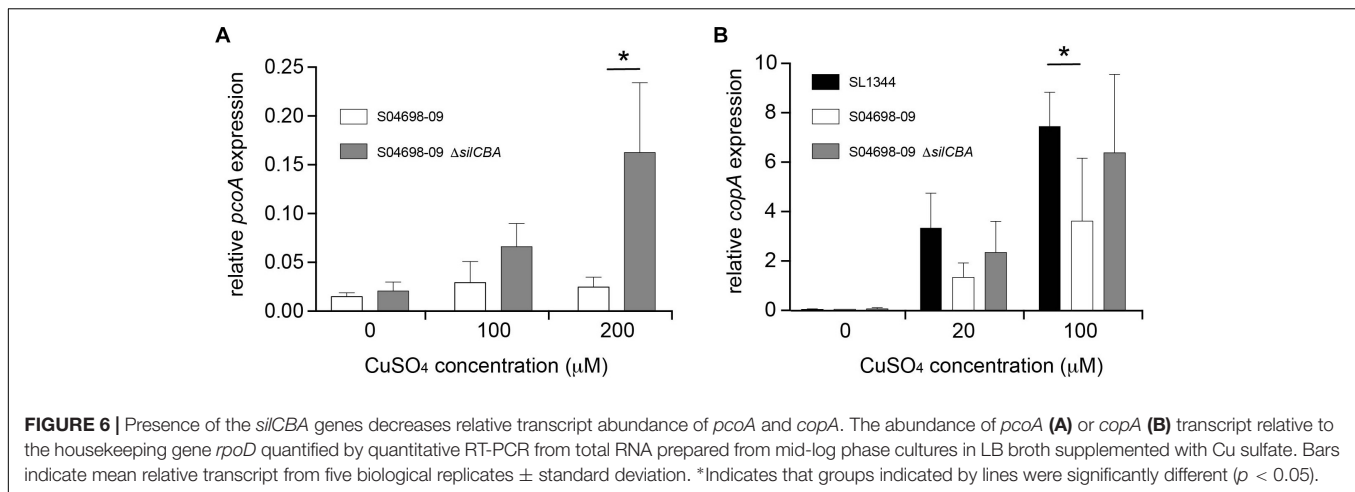 A
*
0.25
0.20
0.15
0.10
0.05
0.00
relative pcoA expression
S04698-09
S04698-09 ΔsilCBA
0 100 200
CuSO4 concentration (μM)
B
*
10
8
6
4
2
0
relative copA expression
SL1344
S04698-09
S04698-09 ΔsilCBA
0 20 100
CuSO4 concentration (μM)
FIGURE 6 | Presence of the silCBA genes decreases relative transcript abundance of pcoA and copA. The abundance of pcoA (A) or copA (B) transcript relative to
the housekeeping gene rpoD quantified by quantitative RT-PCR from total RNA prepared from mid-log phase cultures in LB broth supplemented with Cu sulfate. Bars
indicate mean relative transcript from five biological replicates ± standard deviation. *Indicates that groups indicated by lines were significantly different (p < 0.05).